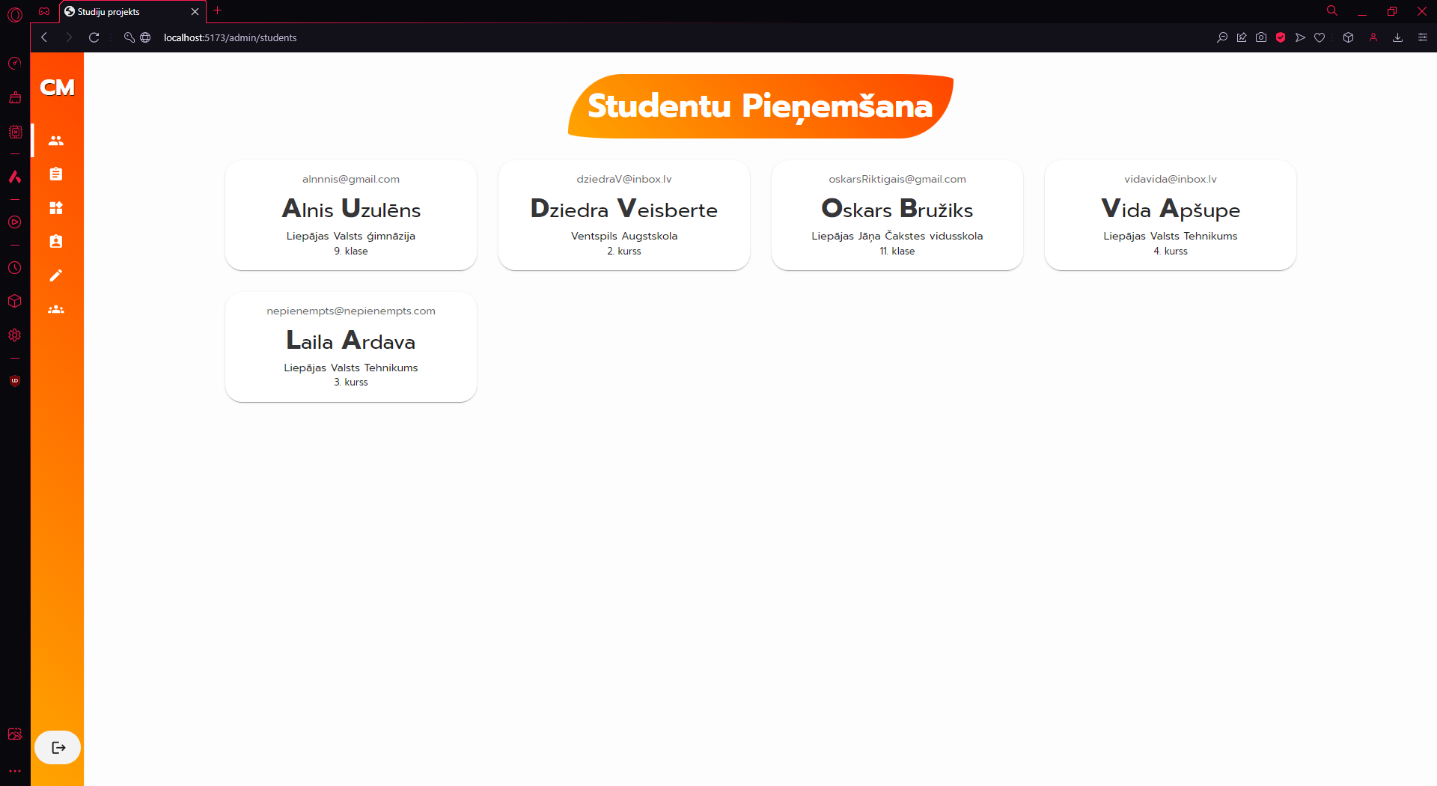 Studiju projekts
localhost:5173/admin/students
CM
Studentu Pieņemšana
alnnnis@gmail.com
Alnis Uzulēns
Liepājas Valsts ģimnāzija
9. klase
dziedraV@inbox.lv
Dziedra Veisberte
Ventspils Augstskola
2. kurss
oskarsRiktigais@gmail.com
Oskars Bružiks
Liepājas Jāņa Čakstes vidusskola
11. klase
vidavida@inbox.lv
Vida Apšupe
Liepājas Valsts Tehnikums
4. kurss
nepienempts@nepienempts.com
Laila Ardava
Liepājas Valsts Tehnikums
3. kurss